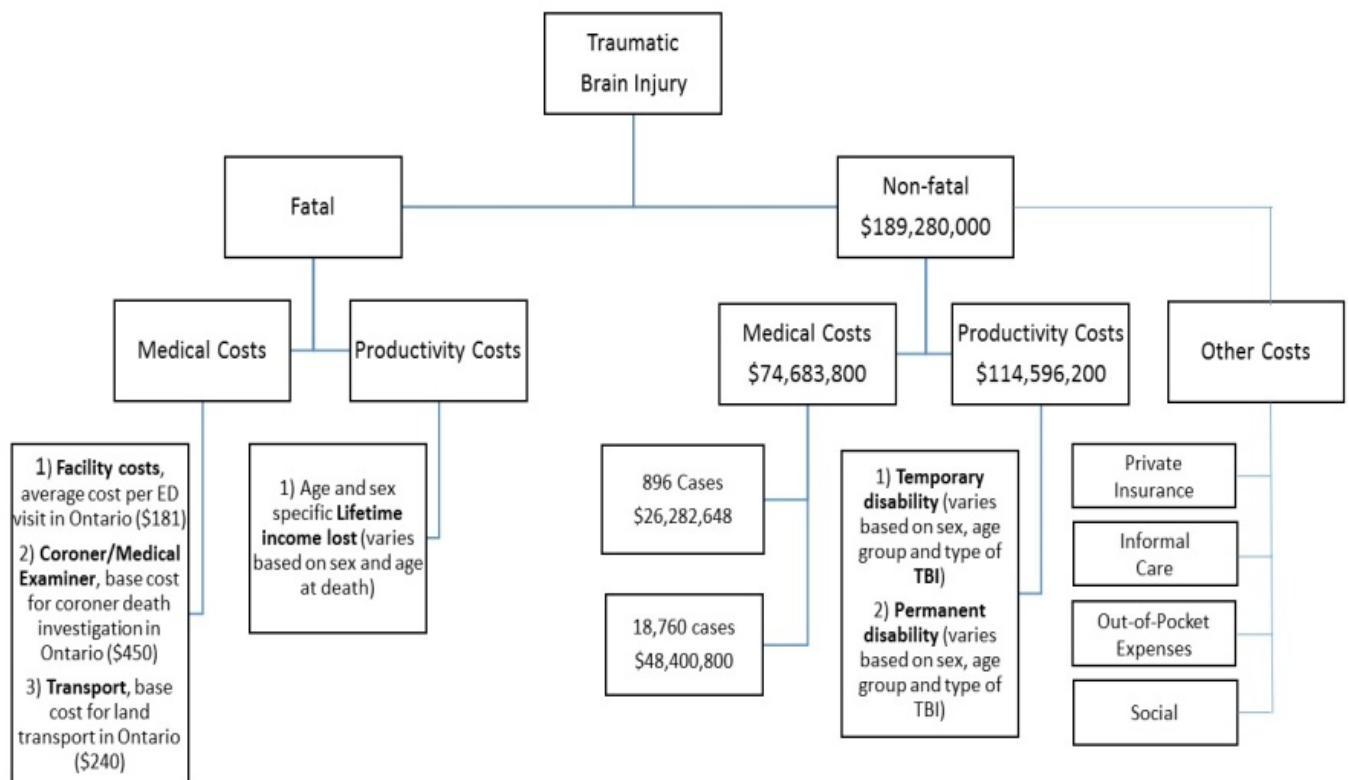 Traumatic
Brain Injury
Fatal
Non-fatal
$189,280,000
Medical Costs
Productivity Costs
Medical Costs
$74,683,800
Productivity Costs
$114,596,200
Other Costs
1) Facility costs,
average cost per ED
visit in Ontario ($181)
2) Coroner/Medical
Examiner, base cost
for coroner death
investigation in
Ontario ($450)
3) Transport, base
cost for land
transport in Ontario
($240)
1) Age and sex
specific Lifetime
income lost (varies
based on sex and age
at death)
896 Cases
$26,282,648
18,760 cases
$48,400,800
1) Temporary
disability (varies
based on sex, age
group and type of
TBI)
2) Permanent
disability (varies
based on sex, age
group and type of
TBI)
Private
Insurance
Informal
Care
Out-of-Pocket
Expenses
Social